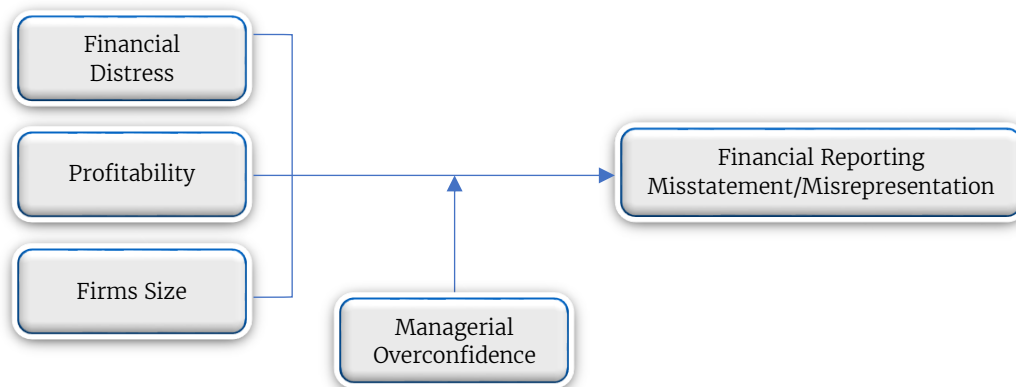 Financial
Distress
Profitability
Financial Reporting
Misstatement/Misrepresentation
Firms Size
Managerial
Overconfidence